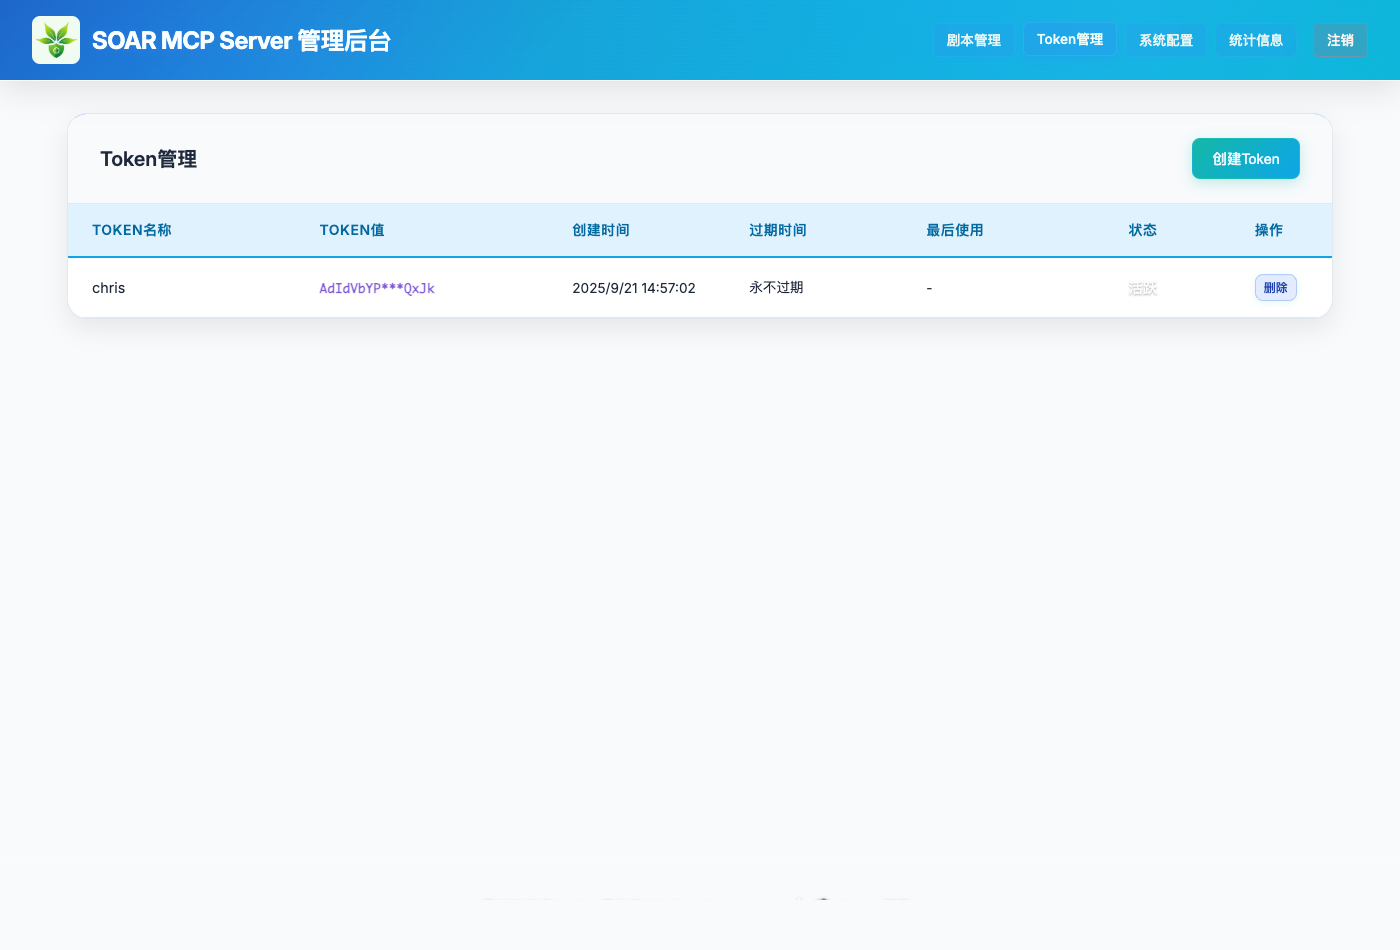 SOAR MCP Server 管理后台
剧本管理 Token管理 系统配置 统计信息 注销
Token管理 创建Token
TOKEN名称 TOKEN值 创建时间 过期时间 最后使用 状态 操作
chris AdIdVbYP***QxJk 2025/9/21 14:57:02 永不过期 - 活跃 删除